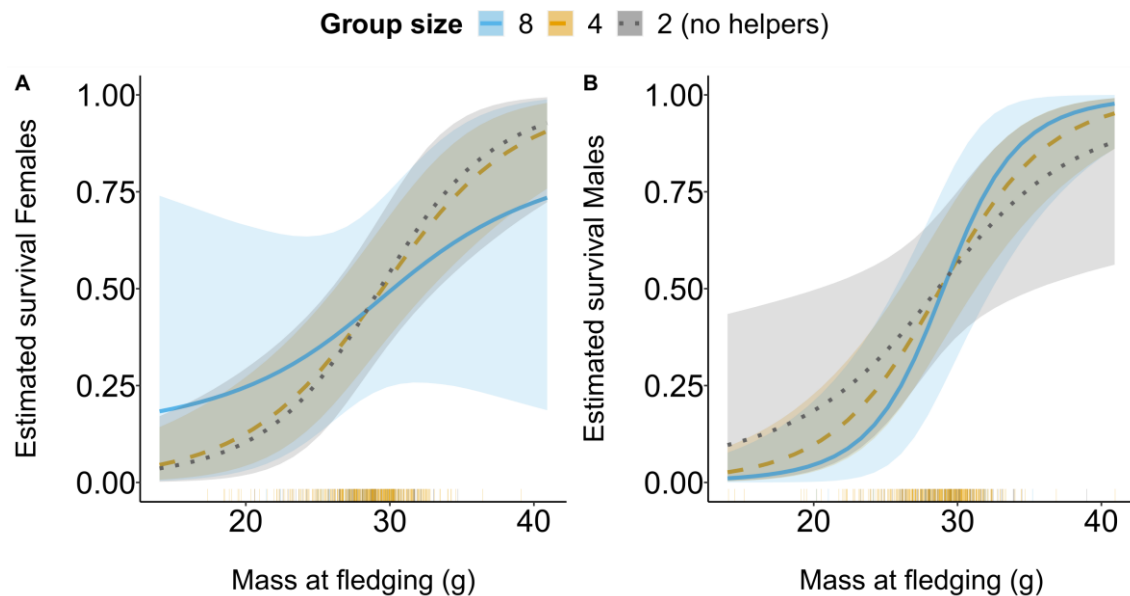 Group size 8 4 2 (no helpers)
A
Estimated survival Females
1.00
0.75
0.50
0.25
0.00
20 30 40
Mass at fledging (g)
B
Estimated survival Males
1.00
0.75
0.50
0.25
0.00
20 30 40
Mass at fledging (g)